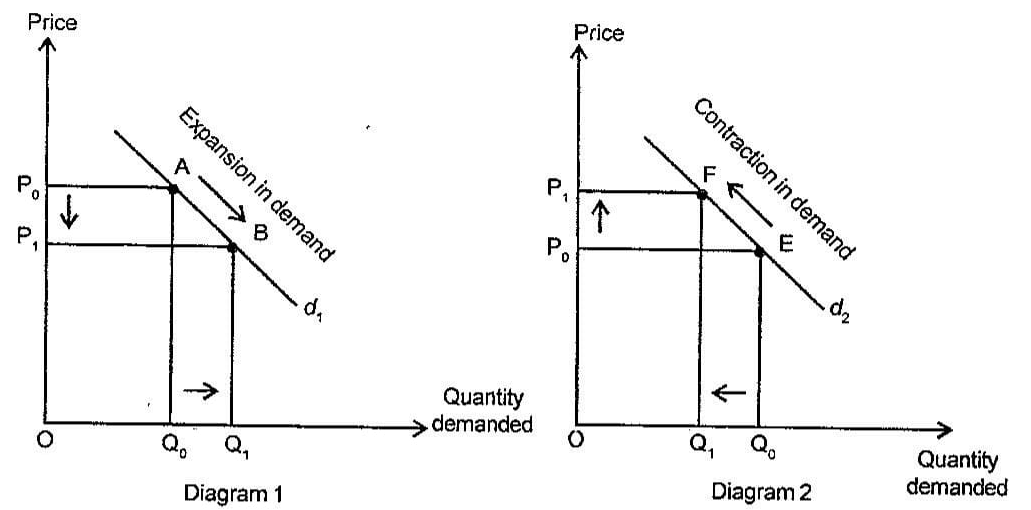 Price
Expansion in demand
A
P₀
P₁
B
d₁
Quantity
demanded
O
Q₀
Q₁
Diagram 1
Price
Contraction in demand
F
P₁
P₀
E
d₂
O
Q₁
Q₀
Quantity
demanded
Diagram 2